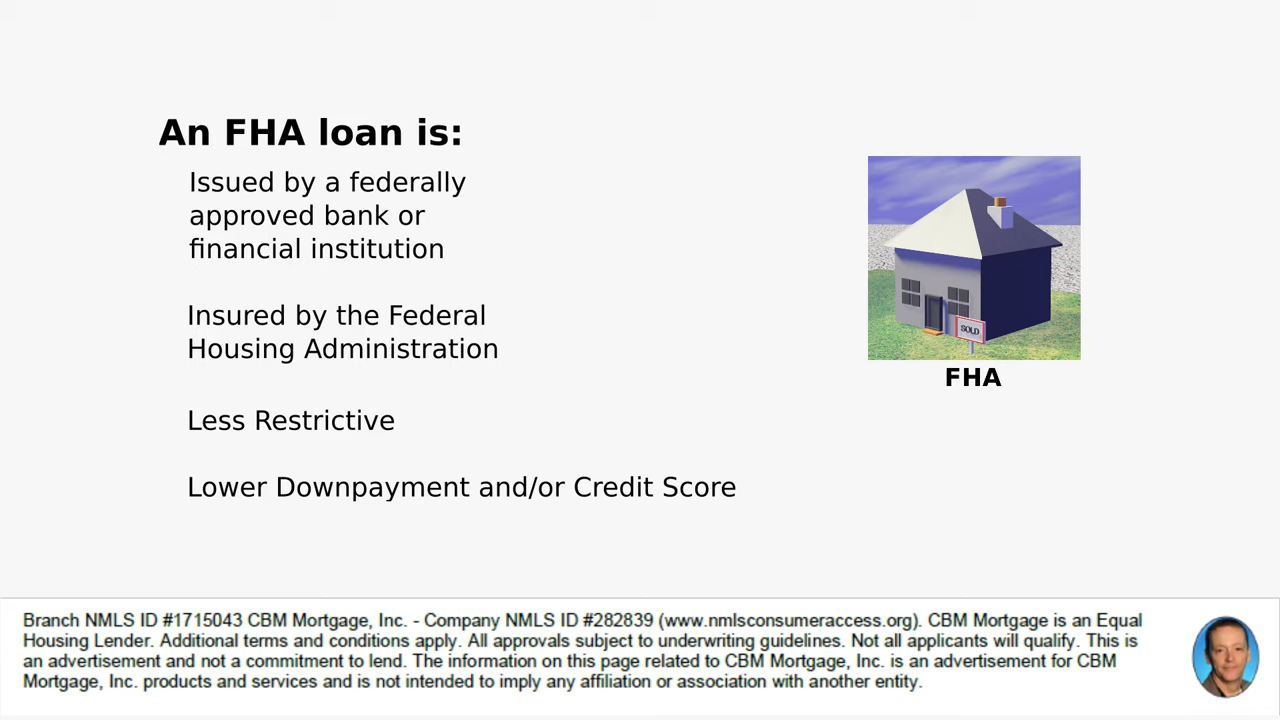 An FHA loan is:
Issued by a federally
approved bank or
financial institution
Insured by the Federal
Housing Administration
Less Restrictive
Lower Downpayment and/or Credit Score
SOLD
FHA
Branch NMLS ID #1715043 CBM Mortgage, Inc. - Company NMLS ID #282839 (www.nmlsconsumeraccess.org). CBM Mortgage is an Equal
Housing Lender. Additional terms and conditions apply. All approvals subject to underwriting guidelines. Not all applicants will qualify. This is
an advertisement and not a commitment to lend. The information on this page related to CBM Mortgage, Inc. is an advertisement for CBM
Mortgage, Inc. products and services and is not intended to imply any affiliation or association with another entity.